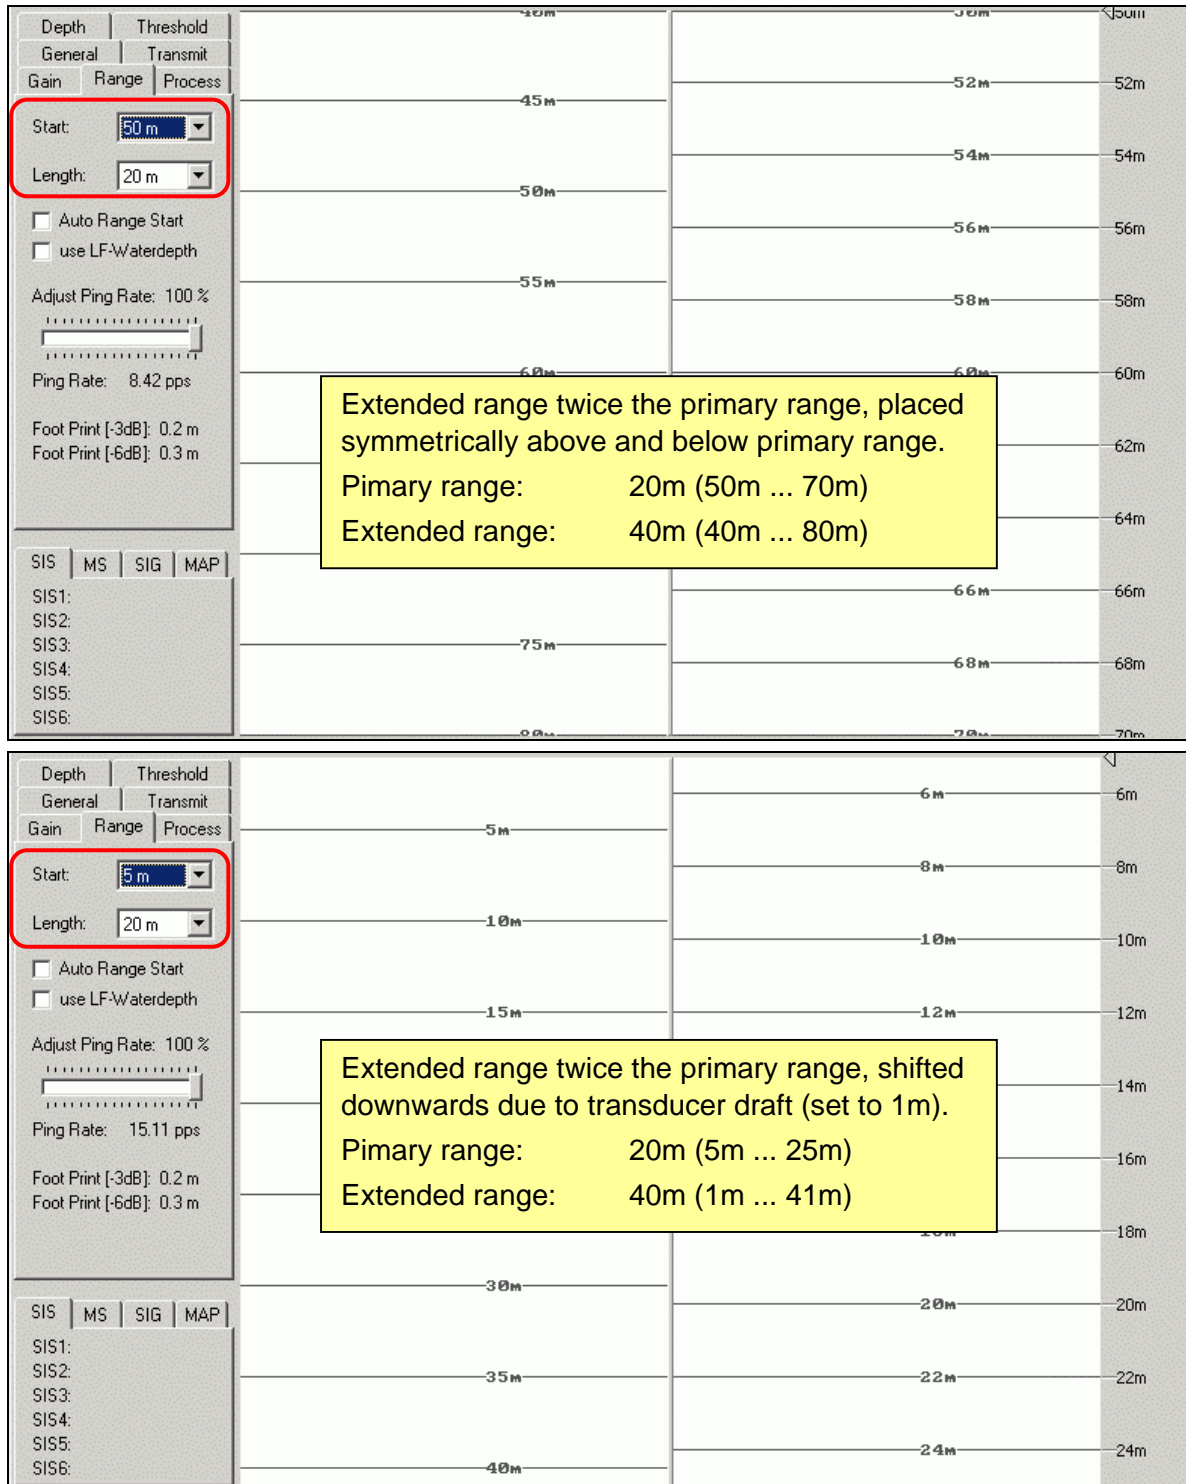 Depth Threshold
General Transmit
Gain Range Process
Start: 50 m
Length: 20 m
Auto Range Start
use LF-Waterdepth
Adjust Ping Rate: 100 %
Ping Rate: 8.42 pps
Foot Print [-3dB]: 0.2 m
Foot Print [-6dB]: 0.3 m
SIS MS SIG MAP
SIS1:
SIS2:
SIS3:
SIS4:
SIS5:
SIS6:
40m
45m
50m
55m
60m
75m
80m
50m
52m
54m
56m
58m
60m
66m
68m
70m
50m
52m
54m
56m
58m
60m
62m
64m
66m
68m
70m
Extended range twice the primary range, placed
symmetrically above and below primary range.
Pimary range: 20m (50m ... 70m)
Extended range: 40m (40m ... 80m)
Depth Threshold
General Transmit
Gain Range Process
Start: 5 m
Length: 20 m
Auto Range Start
use LF-Waterdepth
Adjust Ping Rate: 100 %
Ping Rate: 15.11 pps
Foot Print [-3dB]: 0.2 m
Foot Print [-6dB]: 0.3 m
SIS MS SIG MAP
SIS1:
SIS2:
SIS3:
SIS4:
SIS5:
SIS6:
5m
10m
15m
30m
35m
40m
6m
8m
10m
12m
18m
20m
22m
24m
6m
8m
10m
12m
14m
16m
18m
20m
22m
24m
Extended range twice the primary range, shifted
downwards due to transducer draft (set to 1m).
Pimary range: 20m (5m ... 25m)
Extended range: 40m (1m ... 41m)